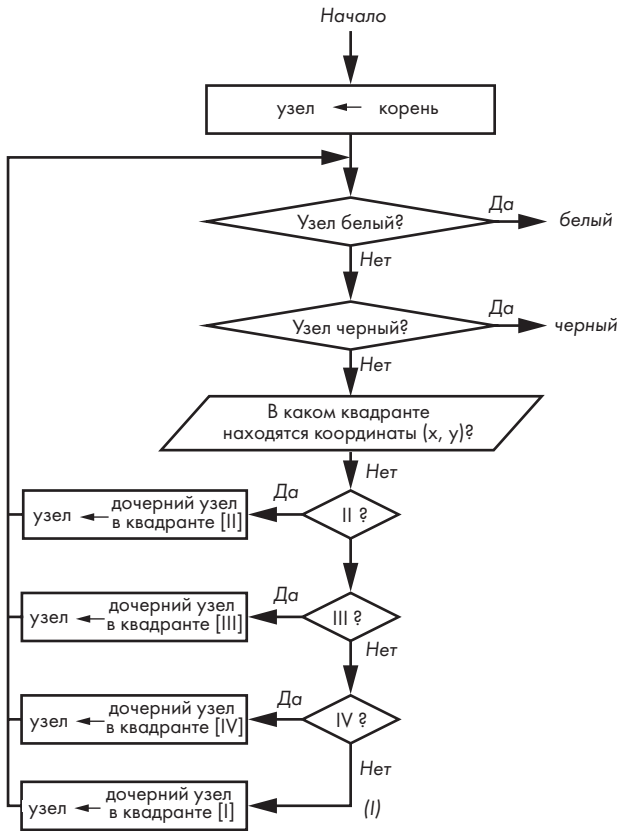 Начало
узел ← корень
Узел белый?
Да
белый
Нет
Узел черный?
Да
черный
Нет
В каком квадранте
находятся координаты (x, y)?
Нет
II ?
Да
узел ← дочерний узел
в квадранте [II]
III ?
Да
узел ← дочерний узел
в квадранте [III]
Нет
IV ?
Да
узел ← дочерний узел
в квадранте [IV]
Нет
(I)
узел ← дочерний узел
в квадранте [I]